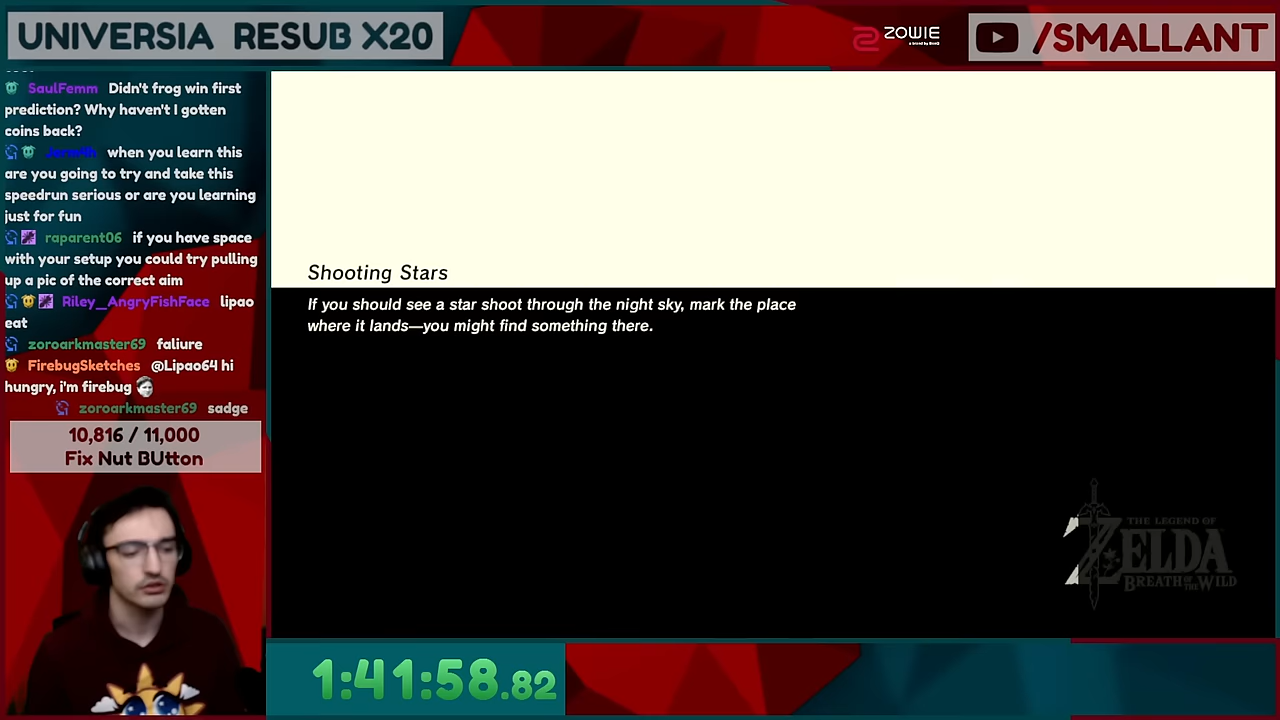 UNIVERSIA RESUB X20
ZOWIE
/SMALLANT
SaulFemm Didn't frog win first
prediction? Why haven't I gotten
coins back?
when you learn this
are you going to try and take this
speedrun serious or are you learning
just for fun
raparent06 if you have space
with your setup you could try pulling
up a pic of the correct aim
Riley_AngryFishFace lipao
eat
zoroarkmaster69 faliure
FirebugSketches @Lipao64 hi
hungry, i'm firebug
zoroarkmaster69 sadge
10,816 / 11,000
Fix Nut BUtton
Shooting Stars
If you should see a star shoot through the night sky, mark the place
where it lands—you might find something there.
THE LEGEND OF
ZELDA
BREATH OF THE WILD
1:41:58.82